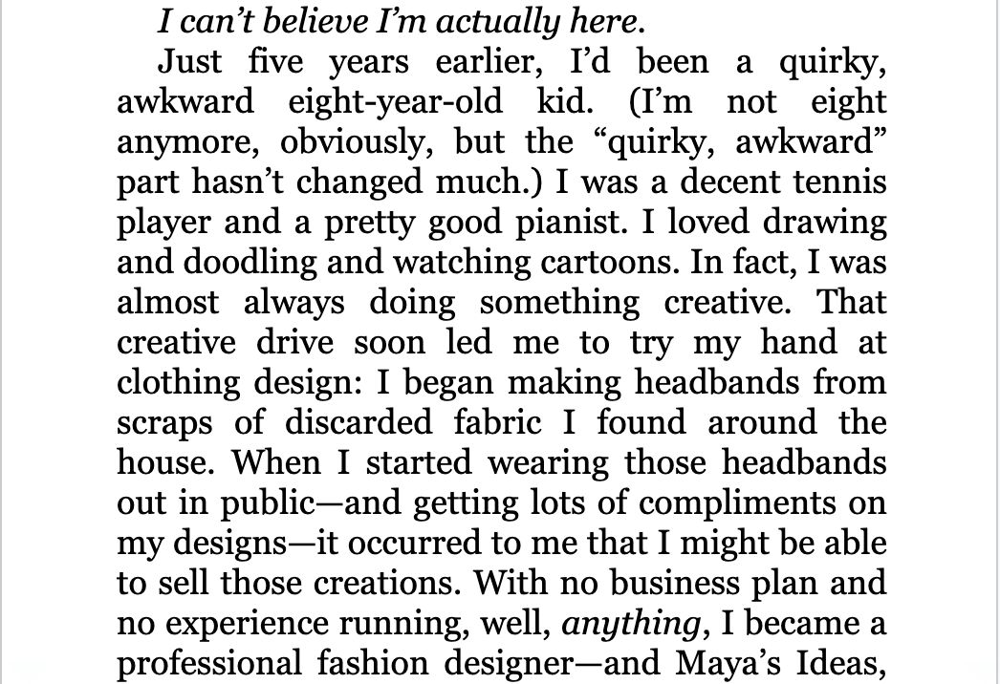 I can’t believe I’m actually here.
Just five years earlier, I’d been a quirky,
awkward eight-year-old kid. (I’m not eight
anymore, obviously, but the “quirky, awkward”
part hasn’t changed much.) I was a decent tennis
player and a pretty good pianist. I loved drawing
and doodling and watching cartoons. In fact, I was
almost always doing something creative. That
creative drive soon led me to try my hand at
clothing design: I began making headbands from
scraps of discarded fabric I found around the
house. When I started wearing those headbands
out in public—and getting lots of compliments on
my designs—it occurred to me that I might be able
to sell those creations. With no business plan and
no experience running, well, anything, I became a
professional fashion designer—and Maya’s Ideas,